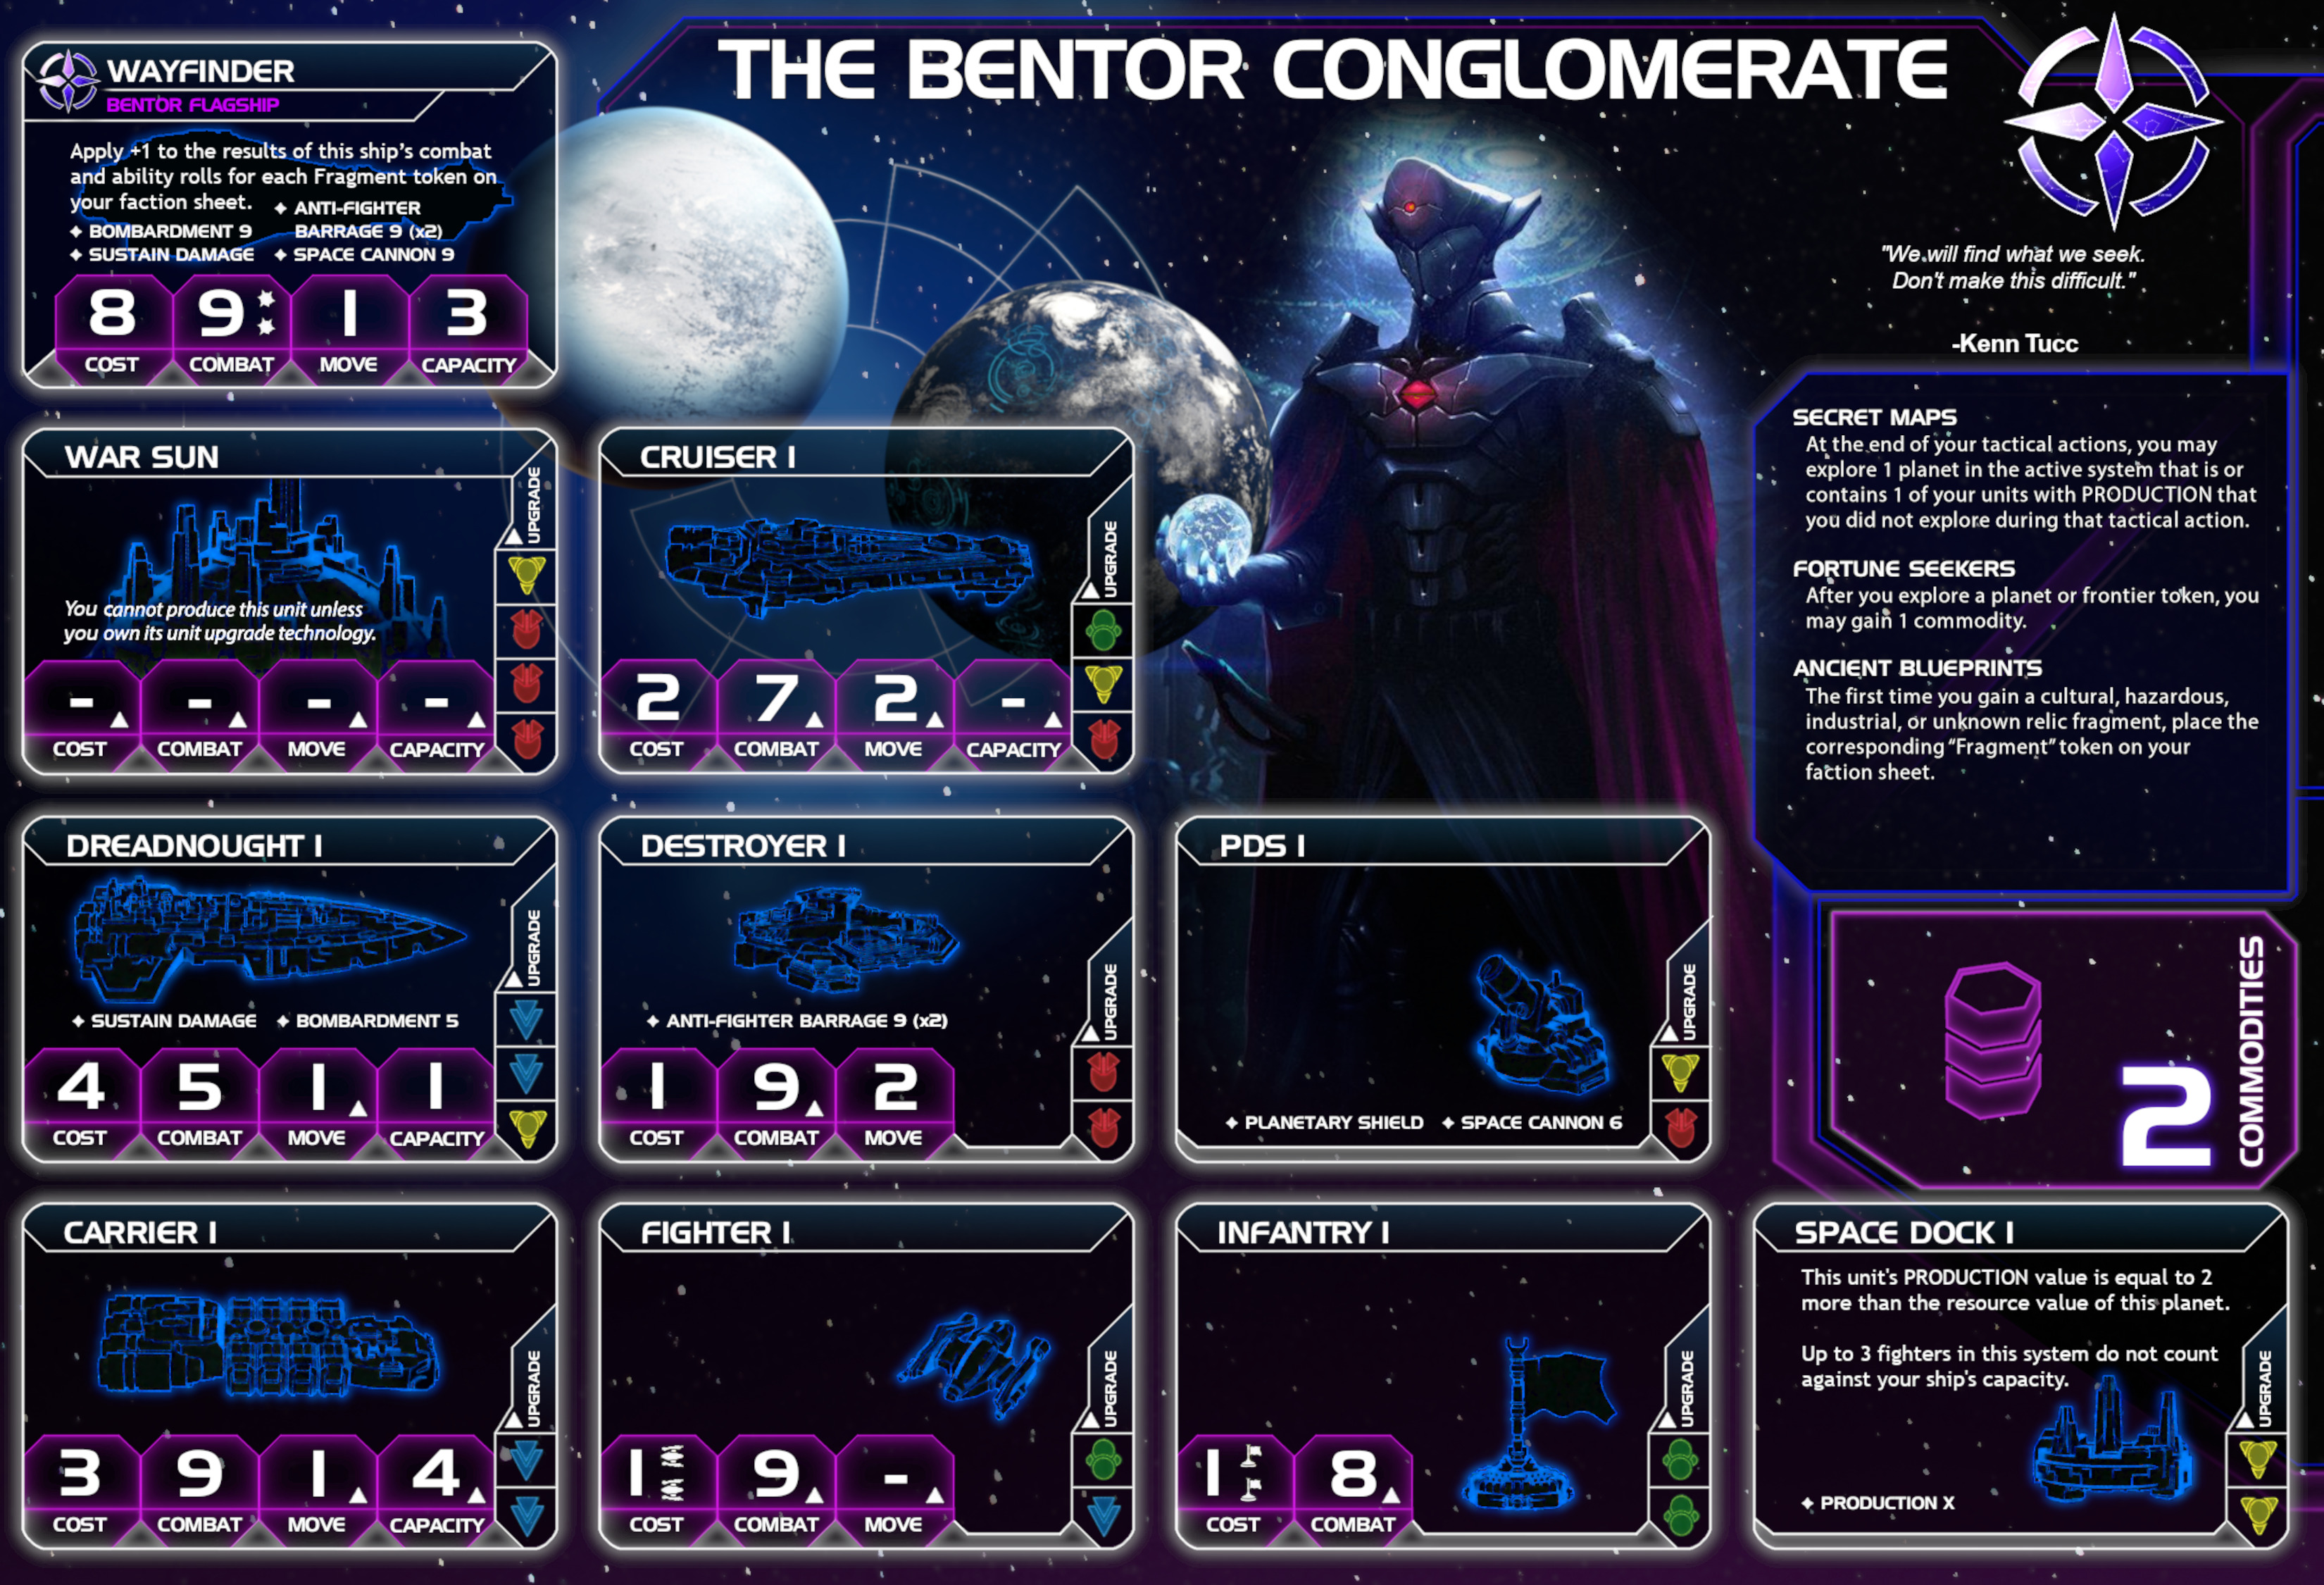 THE BENTOR CONGLOMERATE
WAYFINDER
BENTOR FLAGSHIP
Apply +1 to the results of this ship's combat
and ability rolls for each Fragment token on
your faction sheet.
◆ ANTI-FIGHTER
BARRAGE 9 (x2)
◆ BOMBARDMENT 9
◆ SUSTAIN DAMAGE ◆ SPACE CANNON 9
8 9 1 3
COST COMBAT MOVE CAPACITY
"We will find what we seek.
Don't make this difficult."
-Kenn Tucc
SECRET MAPS
At the end of your tactical actions, you may
explore 1 planet in the active system that is or
contains 1 of your units with PRODUCTION that
you did not explore during that tactical action.
FORTUNE SEEKERS
After you explore a planet or frontier token, you
may gain 1 commodity.
ANCIENT BLUEPRINTS
The first time you gain a cultural, hazardous,
industrial, or unknown relic fragment, place the
corresponding "Fragment" token on your
faction sheet.
WAR SUN
UPGRADE
You cannot produce this unit unless
you own its unit upgrade technology.
- - - -
COST COMBAT MOVE CAPACITY
CRUISER I
UPGRADE
2 7 2 -
COST COMBAT MOVE CAPACITY
DREADNOUGHT I
UPGRADE
◆ SUSTAIN DAMAGE ◆ BOMBARDMENT 5
4 5 1 1
COST COMBAT MOVE CAPACITY
DESTROYER I
UPGRADE
◆ ANTI-FIGHTER BARRAGE 9 (x2)
1 9 2
COST COMBAT MOVE
PDS I
UPGRADE
◆ PLANETARY SHIELD ◆ SPACE CANNON 6
2
COMMODITIES
CARRIER I
UPGRADE
3 9 1 4
COST COMBAT MOVE CAPACITY
FIGHTER I
UPGRADE
1 9 -
COST COMBAT MOVE
INFANTRY I
UPGRADE
1 8
COST COMBAT
SPACE DOCK I
This unit's PRODUCTION value is equal to 2
more than the resource value of this planet.
Up to 3 fighters in this system do not count
against your ship's capacity.
UPGRADE
◆ PRODUCTION X